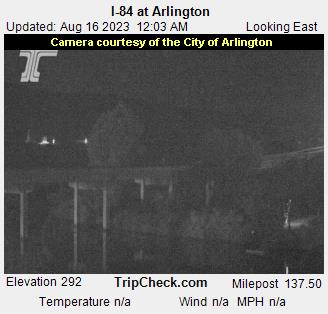 I-84 at Arlington
Updated: Aug 16 2023 12:03 AM Looking East
Camera courtesy of the City of Arlington
Elevation 292 TripCheck.com Milepost 137.50
Temperature n/a Wind n/a MPH n/a